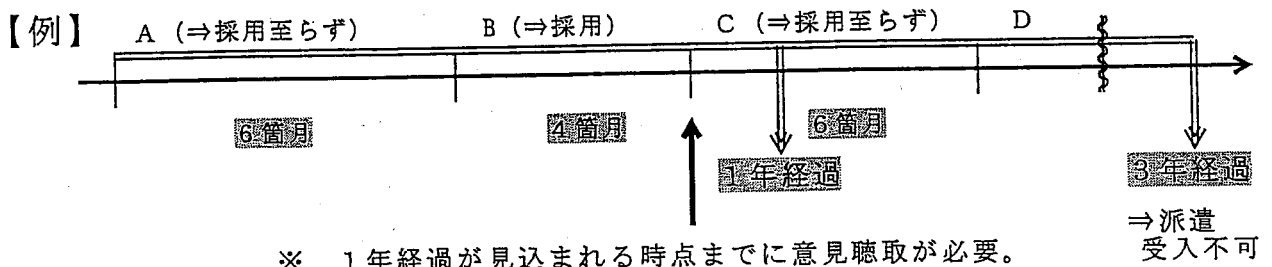 【例】 A (⇒採用至らず) B (⇒採用) C (⇒採用至らず) D
6箇月 4箇月 6箇月
1年経過 3年経過
⇒派遣
受入不可
※ 1年経過が見込まれる時点までに意見聴取が必要。